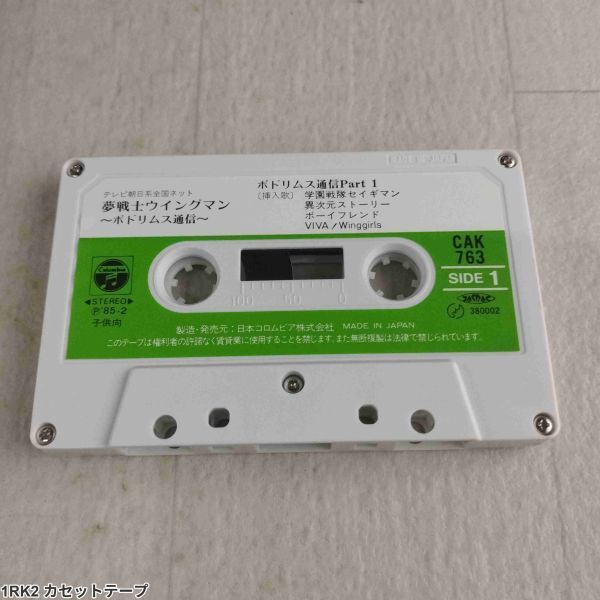 MADE IN JAPAN
テレビ朝日系全国ネット
夢戦士ウイングマン
〜ポドリムス通信〜
ポドリムス通信Part 1
(挿入歌) 学園戦隊セイギマン
異次元ストーリー
ボーイフレンド
VIVA/Winggirls
Columbia
◀STEREO▶
Ⓟ'85-2
子供向
100 50 0
CAK
763
SIDE 1
380002
製造・発売元:日本コロムビア株式会社 MADE IN JAPAN
このテープは権利者の許諾なく賃貸業に使用することを禁じます。また無断複製は法律で禁じられています。
1RK2 カセットテープ